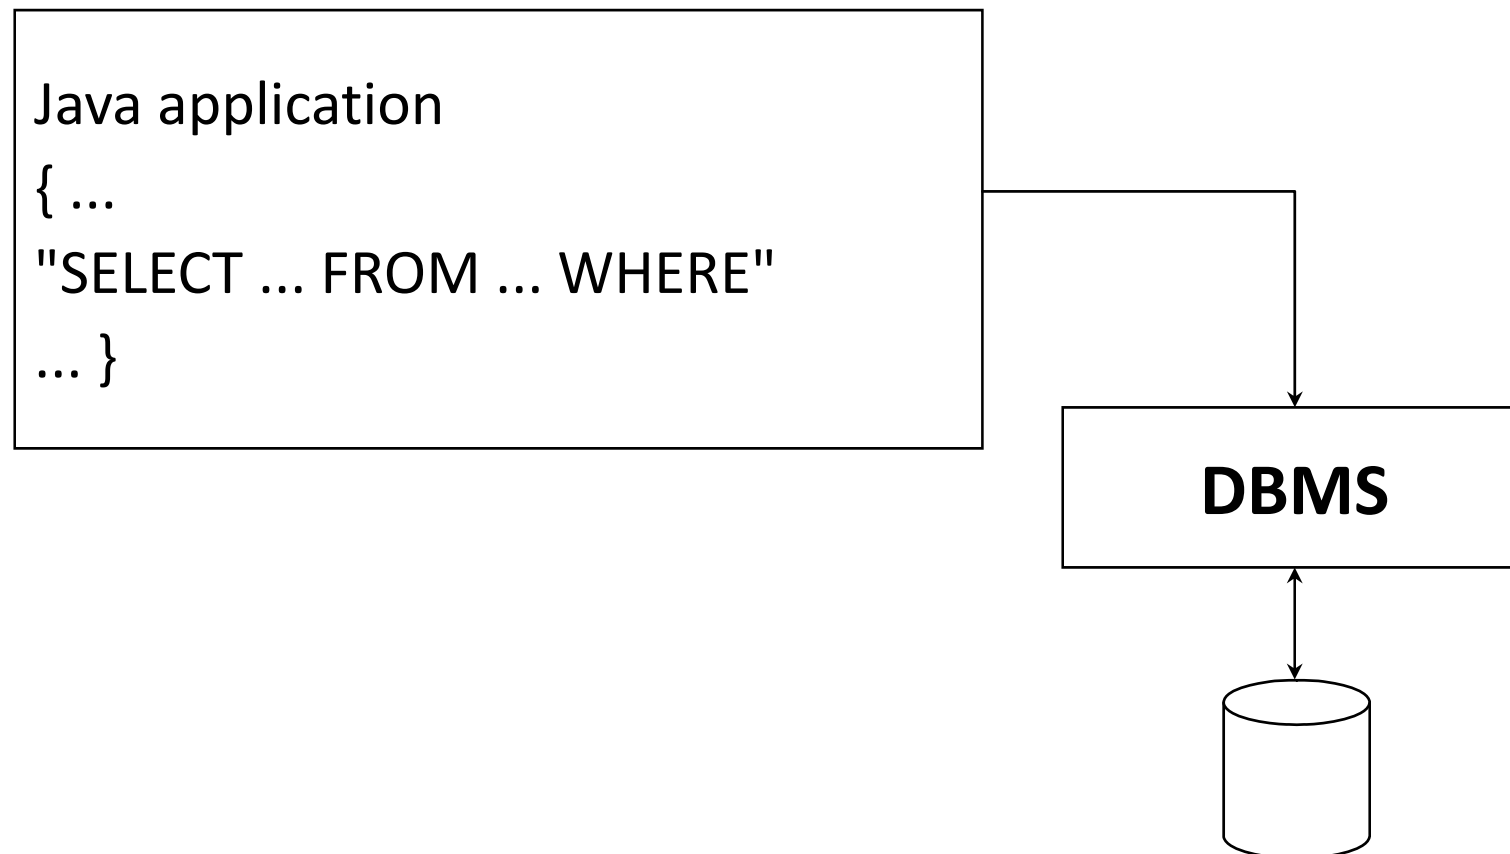 Java application
{ ...
"SELECT ... FROM ... WHERE"
... }
DBMS